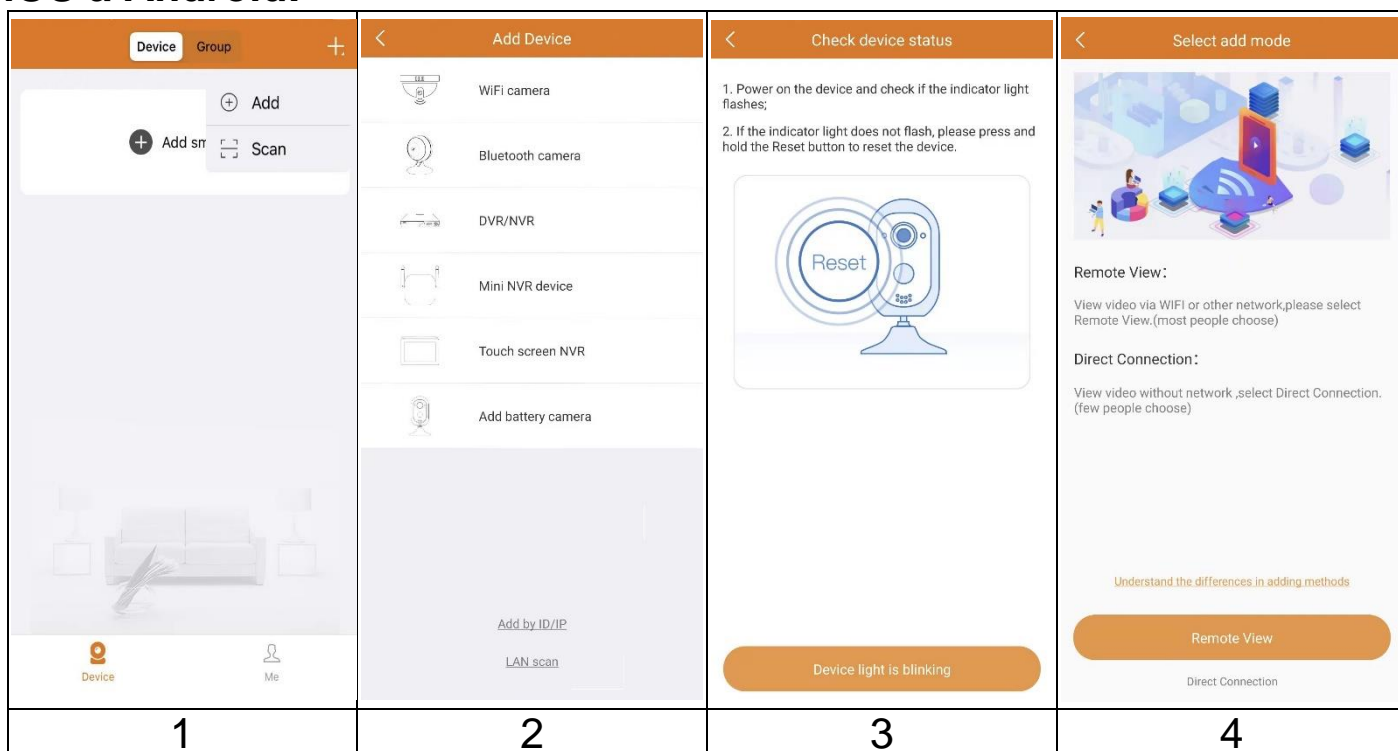 iOS a Android:
Device Group +
Add
Add sm
Scan
Device
Me
1
Add Device
WiFi camera
Bluetooth camera
DVR/NVR
Mini NVR device
Touch screen NVR
Add battery camera
Add by ID/IP
LAN scan
2
Check device status
1. Power on the device and check if the indicator light
flashes;
2. If the indicator light does not flash, please press and
hold the Reset button to reset the device.
Reset
Device light is blinking
3
Select add mode
Remote View：
View video via WIFI or other network,please select
Remote View.(most people choose)
Direct Connection：
View video without network ,select Direct Connection.
(few people choose)
Understand the differences in adding methods
Remote View
Direct Connection
4